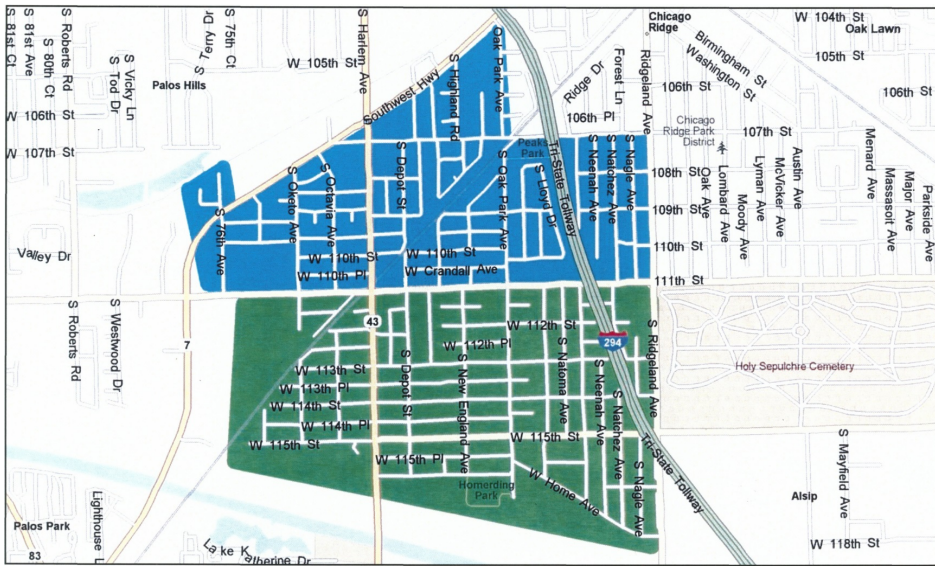 S 81st Ct
S 81st Ave
S Roberts Rd
S 80th Ct
S Tod Dr
S Vicky Ln
S Terry Dr
S 75th Ct
Palos Hills
W 105th St
S Harlem Ave
Southwest Hwy
S Highland Rd
Oak Park Ave
Ridge Dr
Forest Ln
Ridgeland Ave
Chicago
Ridge
Birmingham St
Washington St
W 104th St
Oak Lawn
105th St
106th St
106th St
W 106th St
106th Pl
Chicago
Ridge Park
District
107th St
W 107th St
Peaks
Park
Tri-State Tollway
S Neenah Ave
S Natchez Ave
S Nagle Ave
108th St
Oak Ave
Lombard Ave
Moody Ave
Lyman Ave
McVicker Ave
Austin Ave
Menard Ave
Massasoit Ave
Major Ave
Parkside Ave
S 76th Ave
S Oketo Ave
S Octavia Ave
S Depot St
S Oak Park Ave
S Lloyd Dr
109th St
Valley Dr
W 110th St
W 110th St
110th St
W 110th Pl
W Crandall Ave
111th St
S Roberts Rd
S Westwood Dr
7
43
W 112th St
W 112th Pl
294
S Ridgeland Ave
Holy Sepulchre Cemetery
W 113th St
W 113th Pl
W 114th St
W 114th Pl
W 115th St
S Depot St
S New England Ave
S Natoma Ave
S Neenah Ave
S Natchez Ave
W 115th St
W 115th Pl
Tri-State Tollway
S Nagle Ave
Homerding
Park
W Home Ave
S Mayfield Ave
Alsip
Lighthouse L
Palos Park
83
Lake Katherine Dr
W 118th St